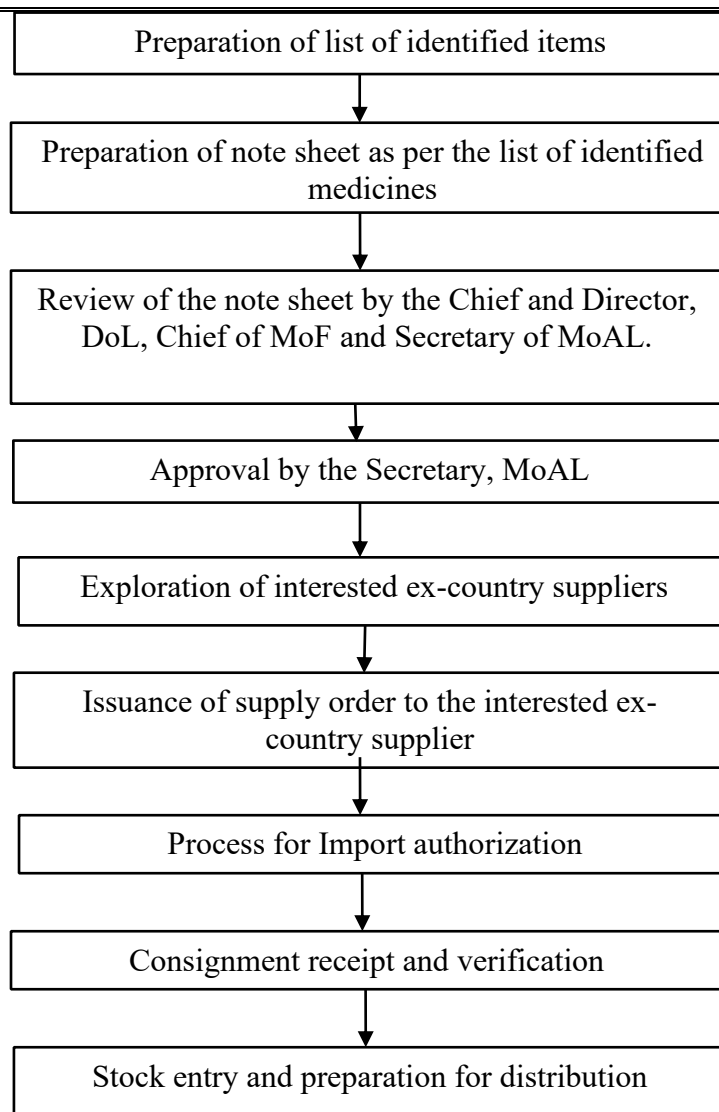 Preparation of list of identified items
Preparation of note sheet as per the list of identified
medicines
Review of the note sheet by the Chief and Director,
DoL, Chief of MoF and Secretary of MoAL.
Approval by the Secretary, MoAL
Exploration of interested ex-country suppliers
Issuance of supply order to the interested ex-
country supplier
Process for Import authorization
Consignment receipt and verification
Stock entry and preparation for distribution